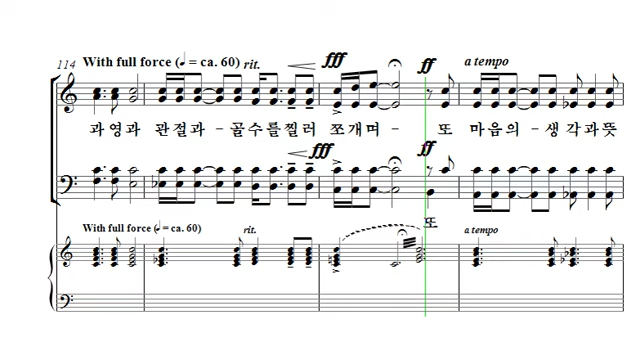 114 With full force (♩ = ca. 60) rit. fff ff a tempo
과 영과 관절과 - 골수를찔러 쪼개며 - 또 마음의 - 생각과뜻
fff ff
또
With full force (♩ = ca. 60) rit. a tempo